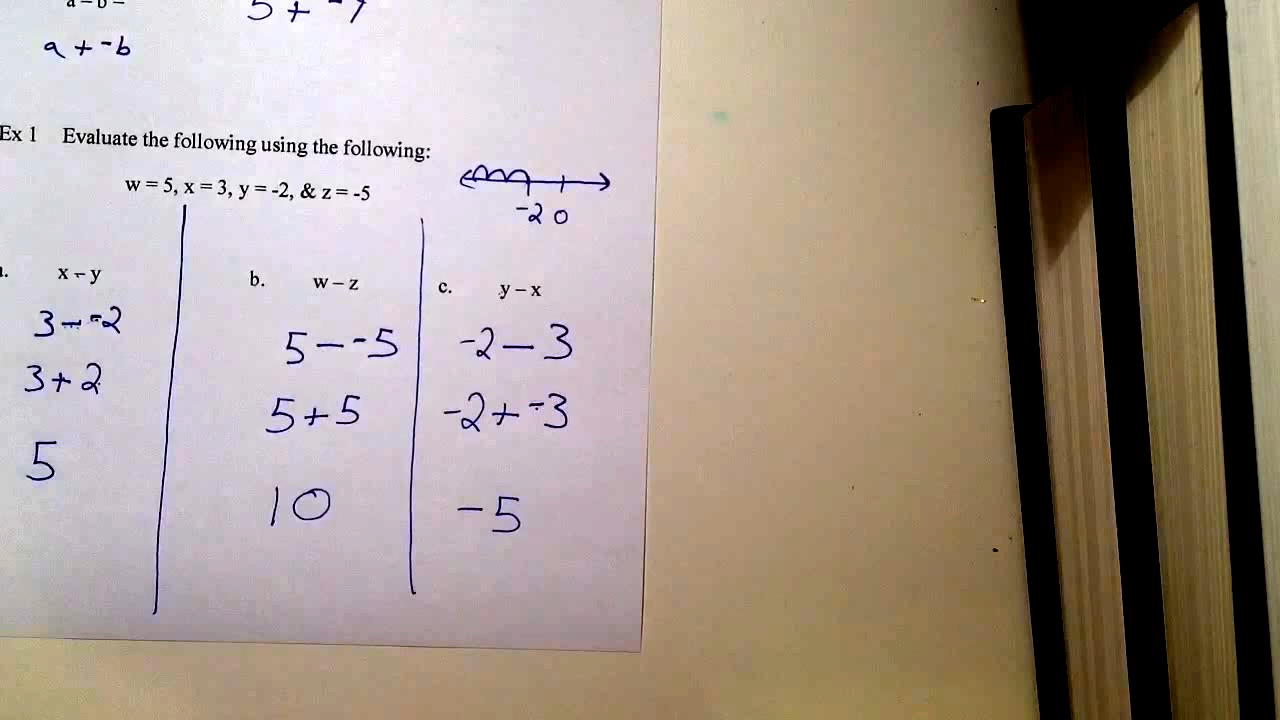 a – b =
5 + -7
a + -b
Ex 1 Evaluate the following using the following:
w = 5, x = 3, y = -2, & z = -5
-2 0
x – y
3 – -2
3 + 2
5
b. w – z
5 – -5
5 + 5
10
c. y – x
-2 – 3
-2 + -3
-5